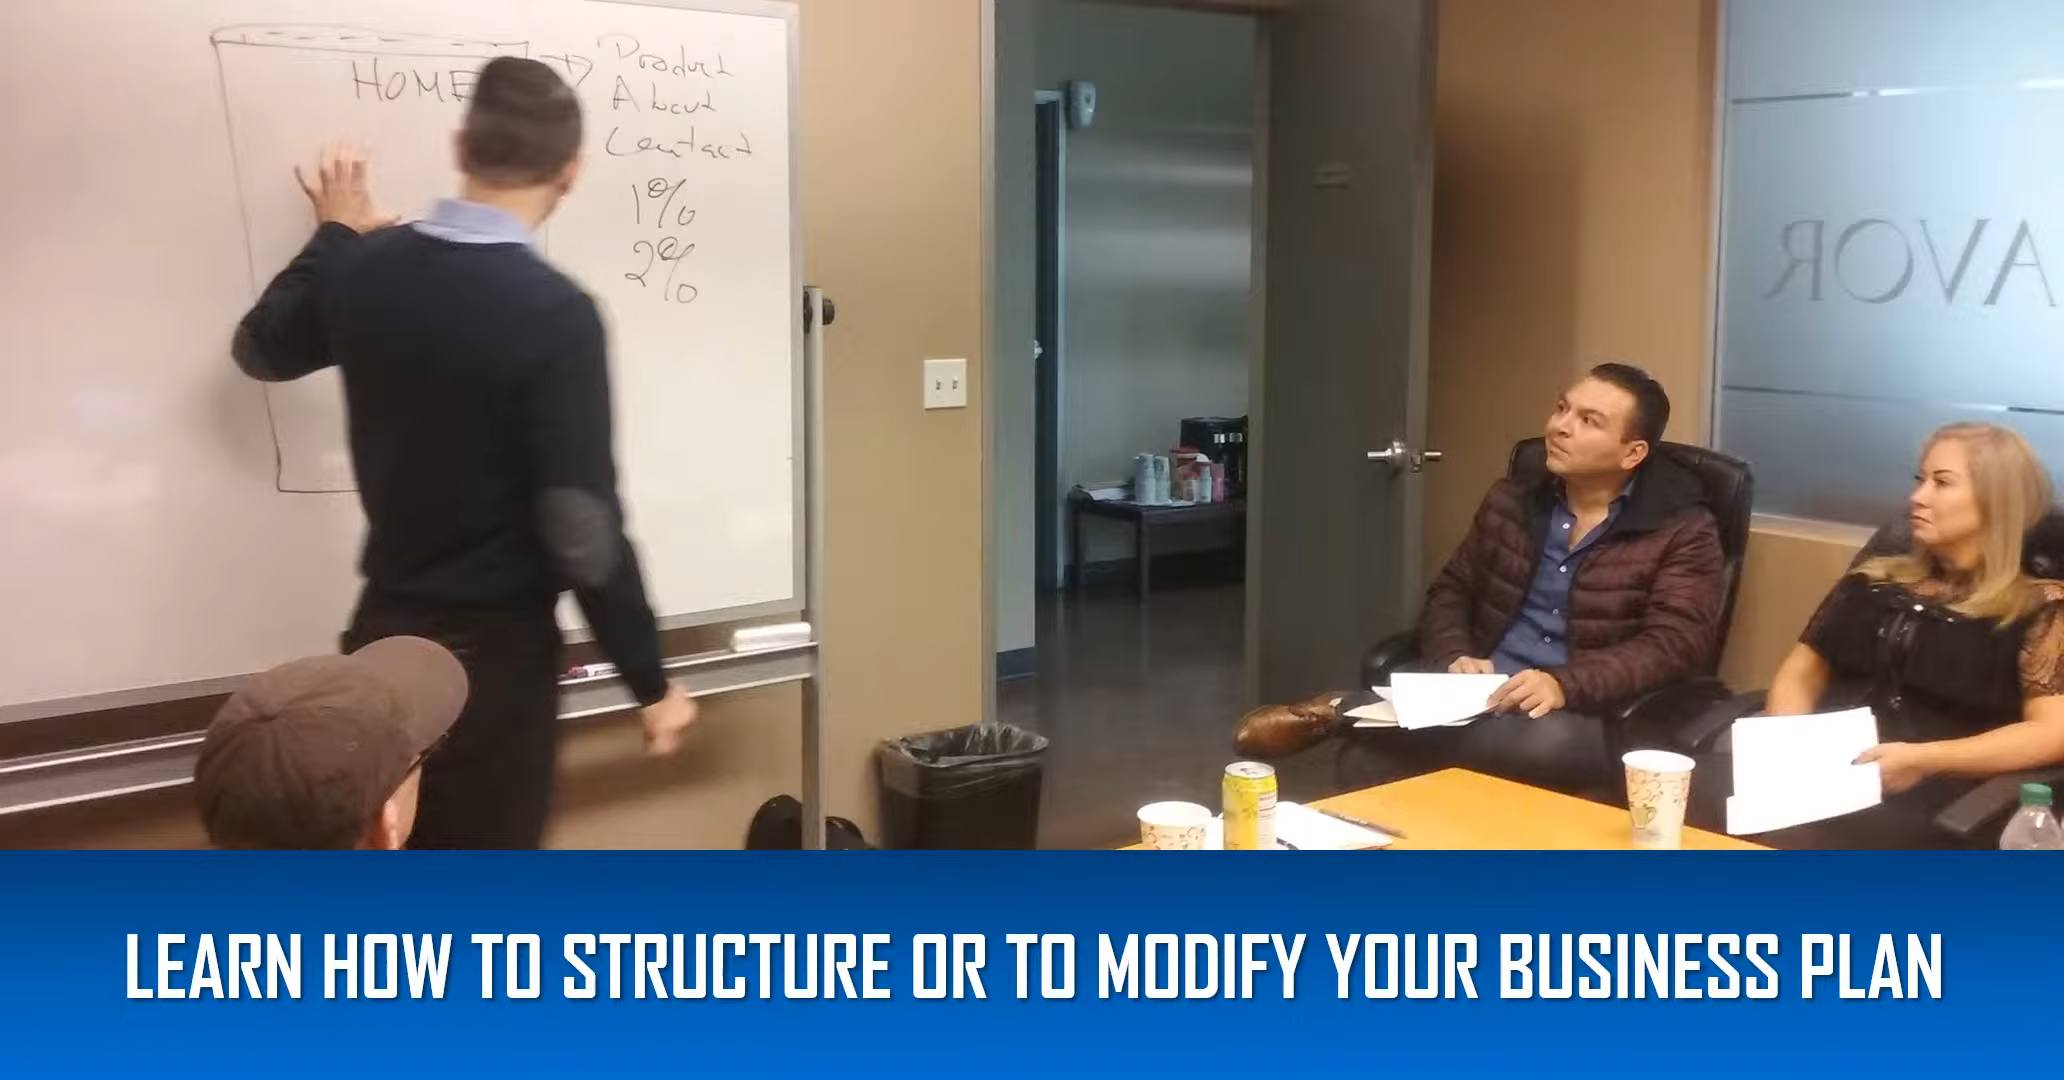 HOME
Product
About
Contact
1%
2%
AVOR
LEARN HOW TO STRUCTURE OR TO MODIFY YOUR BUSINESS PLAN